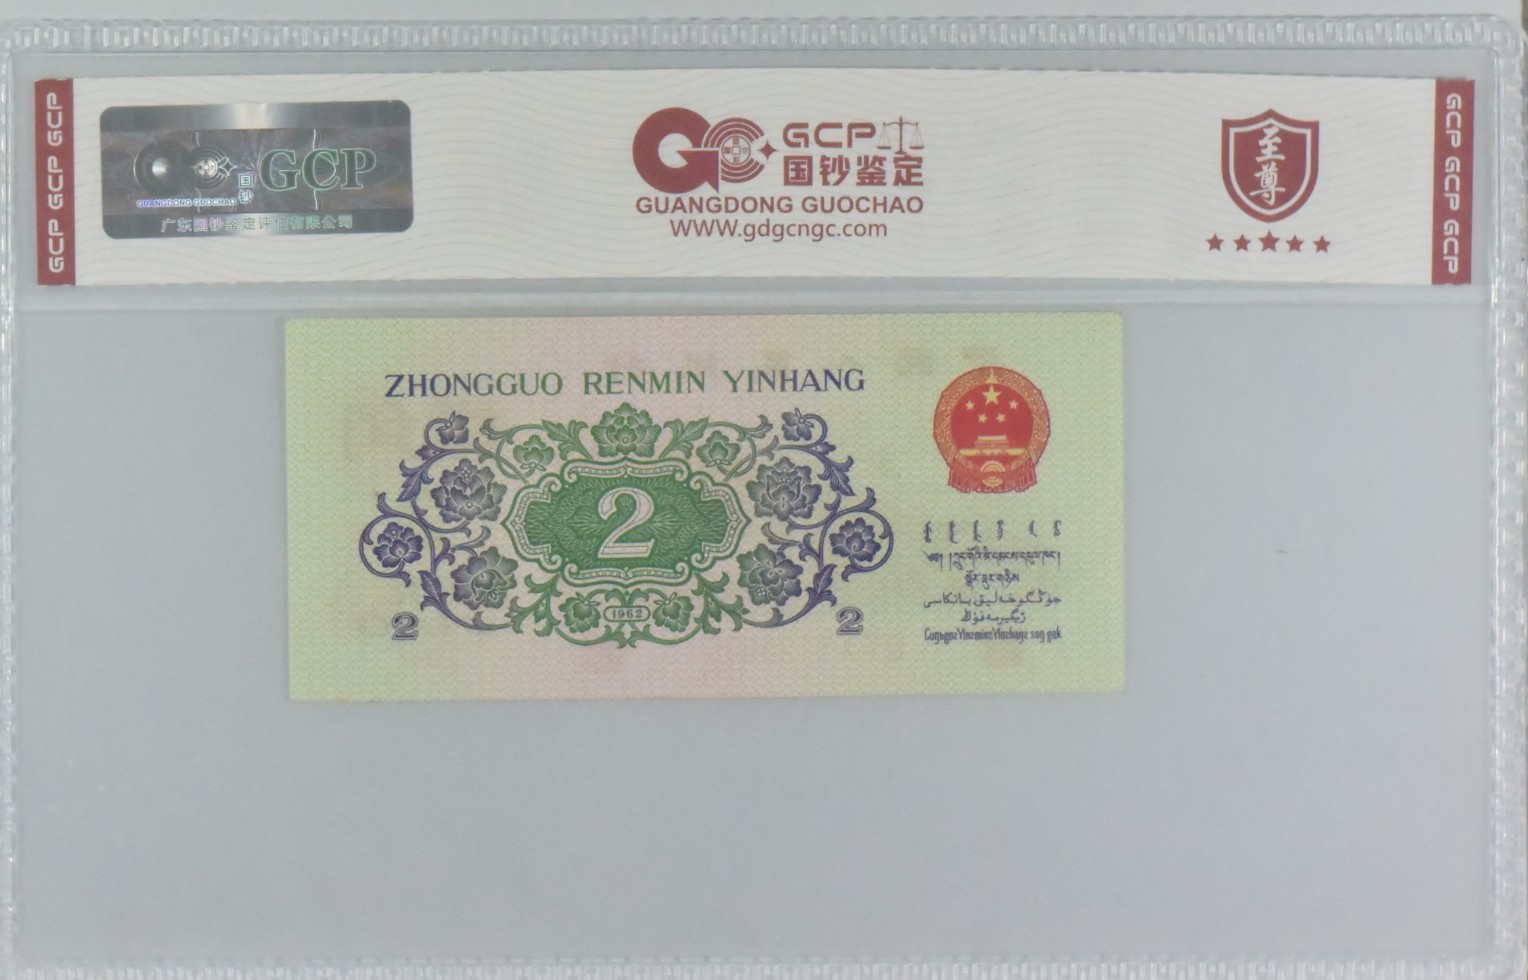 GCP GCP GCP
国钞
GCP
GUANGDONG GUOCHAO
广东国钞鉴定评估有限公司
GCP
国钞鉴定
GUANGDONG GUOCHAO
WWW.gdgcngc.com
至尊
GCP GCP GCP
ZHONGGUO RENMIN YINHANG
2
1962
2
2
جۇڭگوخەلىق بانكاسى